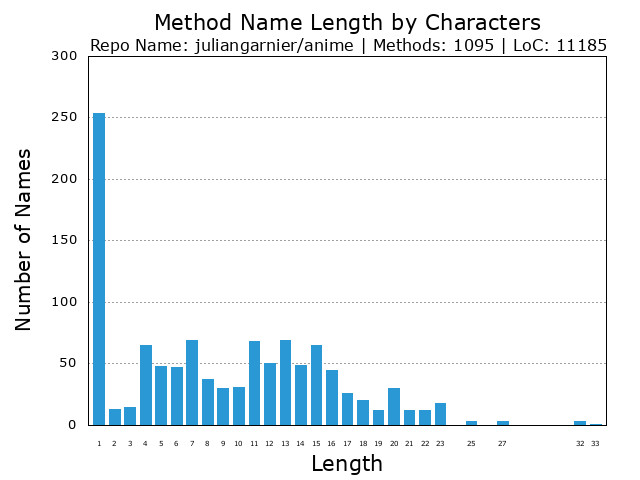 Method Name Length by Characters
Repo Name: juliangarnier/anime | Methods: 1095 | LoC: 11185
300
250
200
150
100
50
0
Number of Names
1 2 3 4 5 6 7 8 9 10 11 12 13 14 15 16 17 18 19 20 21 22 23 25 27 32 33
Length